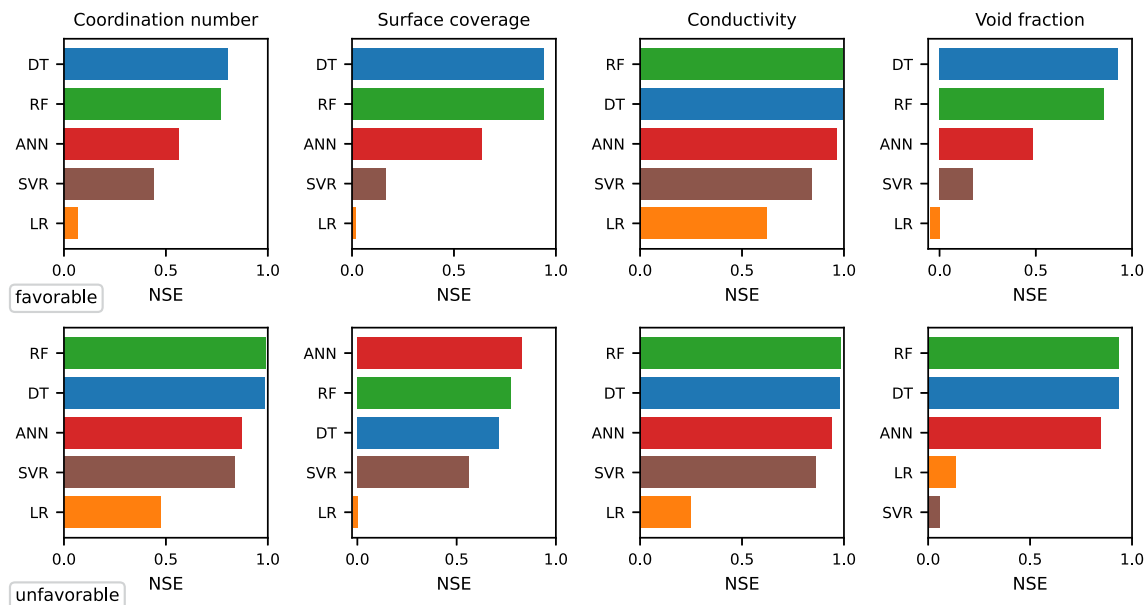 Coordination number
DT
RF
ANN
SVR
LR
0.0 0.5 1.0
NSE
favorable
Surface coverage
DT
RF
ANN
SVR
LR
0.0 0.5 1.0
NSE
Conductivity
RF
DT
ANN
SVR
LR
0.0 0.5 1.0
NSE
Void fraction
DT
RF
ANN
SVR
LR
0.0 0.5 1.0
NSE
RF
DT
ANN
SVR
LR
0.0 0.5 1.0
NSE
unfavorable
ANN
RF
DT
SVR
LR
0.0 0.5 1.0
NSE
RF
DT
ANN
SVR
LR
0.0 0.5 1.0
NSE
RF
DT
ANN
LR
SVR
0.0 0.5 1.0
NSE